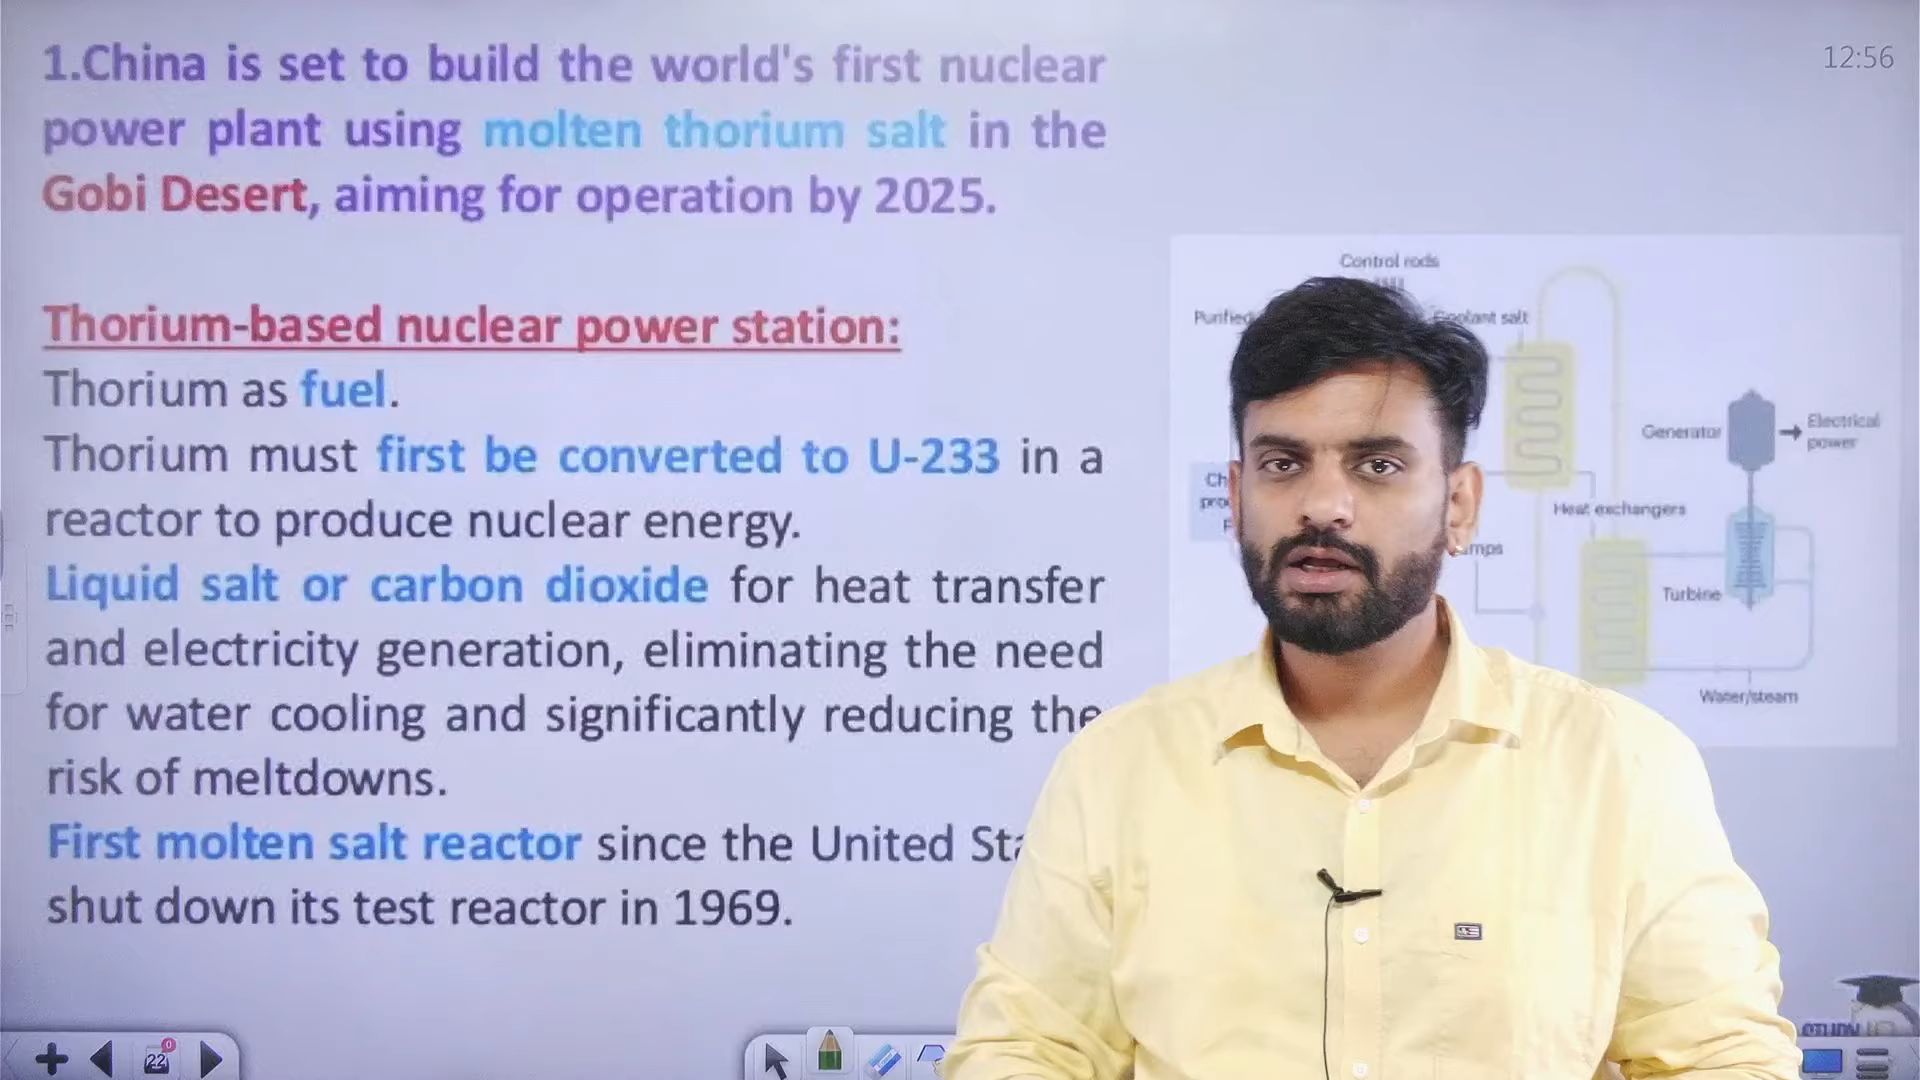 1.China is set to build the world's first nuclear
power plant using molten thorium salt in the
Gobi Desert, aiming for operation by 2025.
12:56
Thorium-based nuclear power station:
Thorium as fuel.
Thorium must first be converted to U-233 in a
reactor to produce nuclear energy.
Liquid salt or carbon dioxide for heat transfer
and electricity generation, eliminating the need
for water cooling and significantly reducing the
risk of meltdowns.
First molten salt reactor since the United
shut down its test reactor in 1969.
Control rods
Purified
Coolant salt
Generator
Electrical
power
Heat exchangers
Turbine
Water/steam
22
0
STUDY